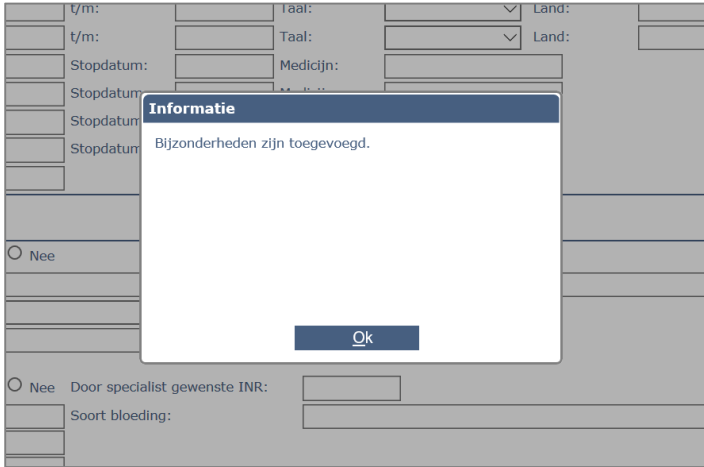 t/m: Taal: Land:
t/m: Taal: Land:
Stopdatum: Medicijn:
Stopdatum
Informatie
Stopdatum
Bijzonderheden zijn toegevoegd.
Stopdatum
Nee
Ok
Nee Door specialist gewenste INR:
Soort bloeding: